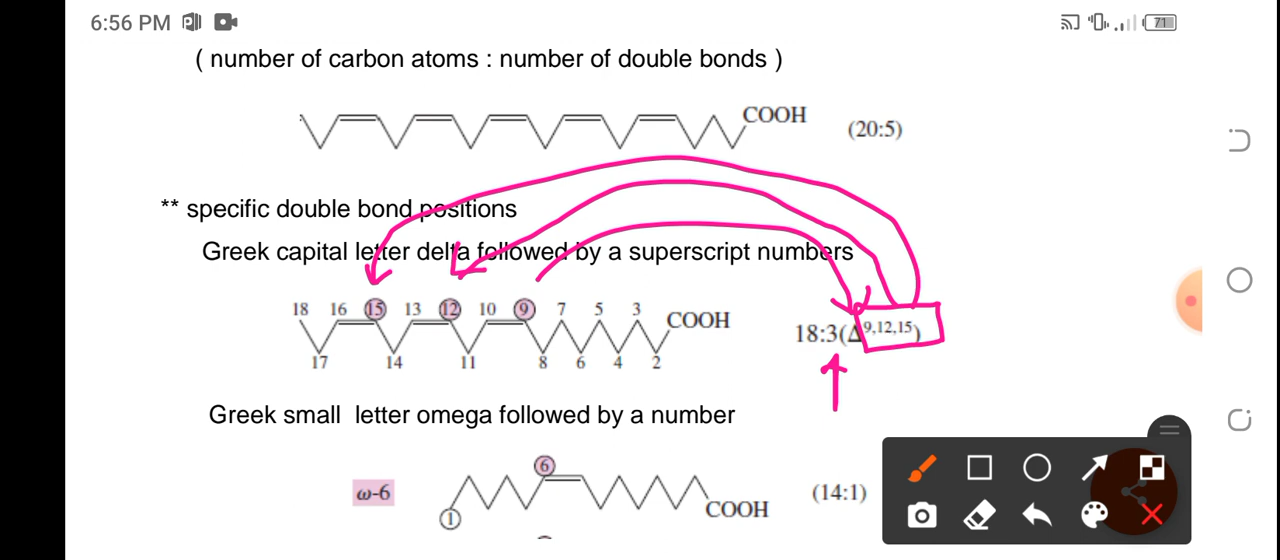 6:56 PM 71
( number of carbon atoms : number of double bonds )
COOH
(20:5)
** specific double bond positions
Greek capital letter delta followed by a superscript numbers
18 16 15 13 12 10 9 7 5 3
COOH
18:3(Δ9,12,15)
17 14 11 8 6 4 2
Greek small letter omega followed by a number
6
ω-6
(14:1)
COOH
1